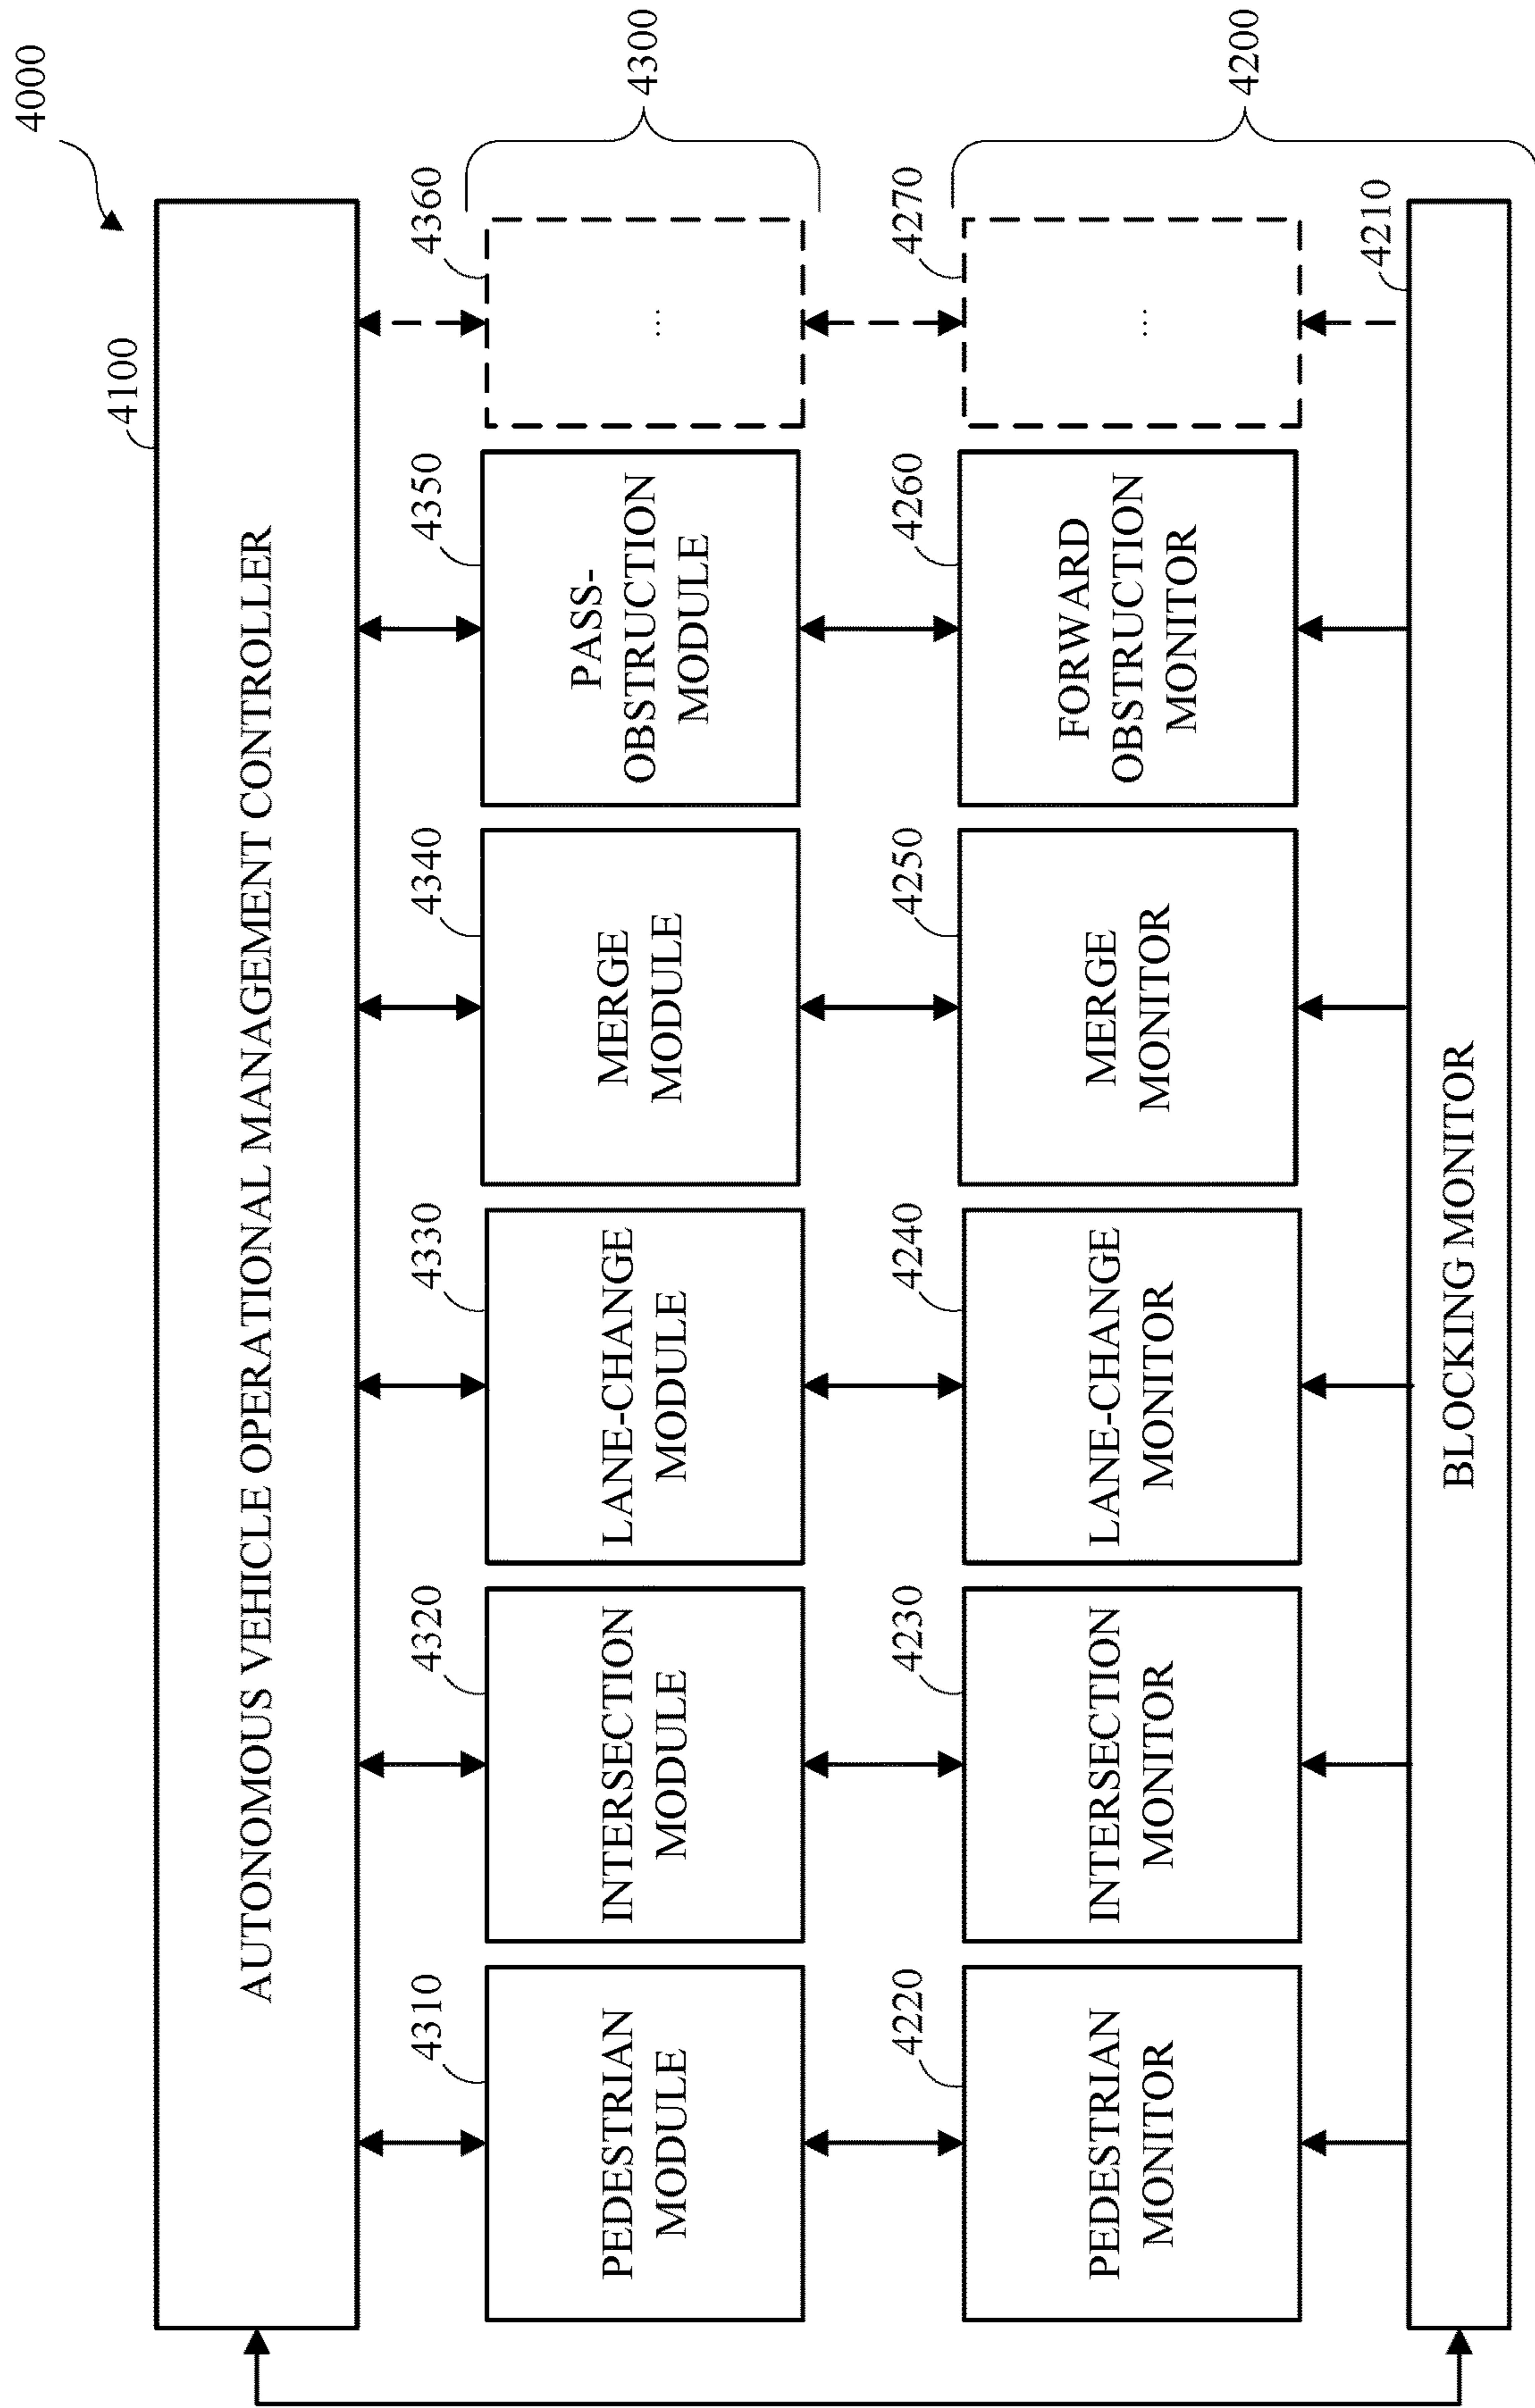 4000
4100
AUTONOMOUS VEHICLE OPERATIONAL MANAGEMENT CONTROLLER
4310
PEDESTRIAN
MODULE
4320
INTERSECTION
MODULE
4330
LANE-CHANGE
MODULE
4340
MERGE
MODULE
4350
PASS-
OBSTRUCTION
MODULE
4360
...
4300
4220
PEDESTRIAN
MONITOR
4230
INTERSECTION
MONITOR
4240
LANE-CHANGE
MONITOR
4250
MERGE
MONITOR
4260
FORWARD
OBSTRUCTION
MONITOR
4270
...
4200
4210
BLOCKING MONITOR